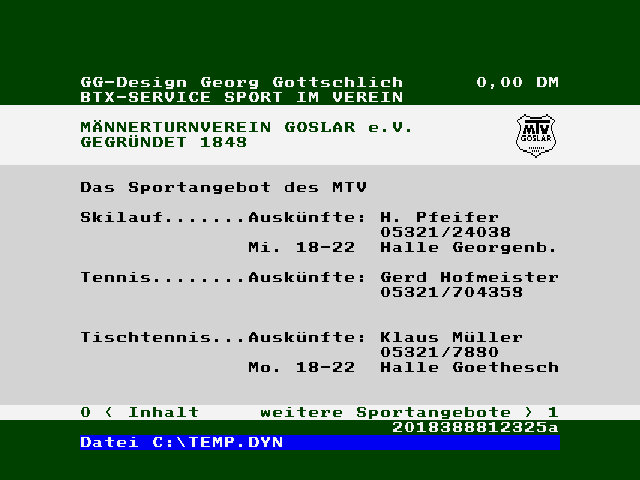 GG-Design Georg Gottschlich 0,00 DM
BTX-SERVICE SPORT IM VEREIN
MÄNNERTURNVEREIN GOSLAR e.V.
GEGRÜNDET 1848
MTV
GOSLAR
Das Sportangebot des MTV
Skilauf.......Auskünfte: H. Pfeifer
05321/24038
Mi. 18-22 Halle Georgenb.
Tennis........Auskünfte: Gerd Hofmeister
05321/704358
Tischtennis...Auskünfte: Klaus Müller
05321/7880
Mo. 18-22 Halle Goethesch
0 < Inhalt weitere Sportangebote > 1
2018388812325a
Datei C:\TEMP.DYN